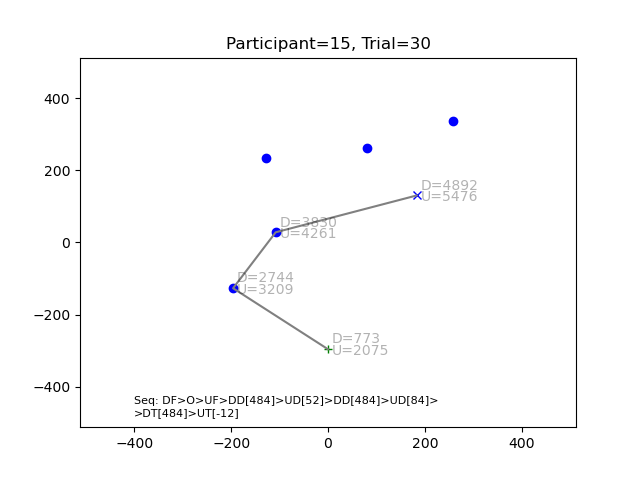 Participant=15, Trial=30
400
200
0
−200
−400
D=4892
U=5476
D=3830
U=4261
D=2744
U=3209
D=773
U=2075
Seq: DF>O>UF>DD[484]>UD[52]>DD[484]>UD[84]>
>DT[484]>UT[-12]
−400 −200 0 200 400